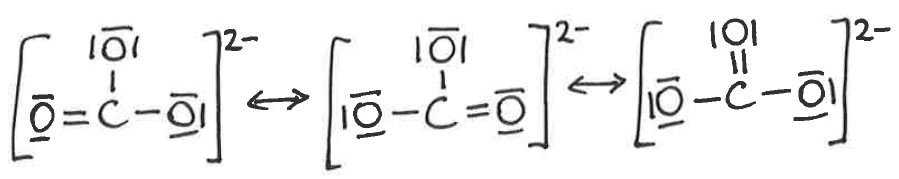 [O=C(–O)–O]2- ↔ [O–C(–O)=O]2- ↔ [O–C(=O)–O]2-